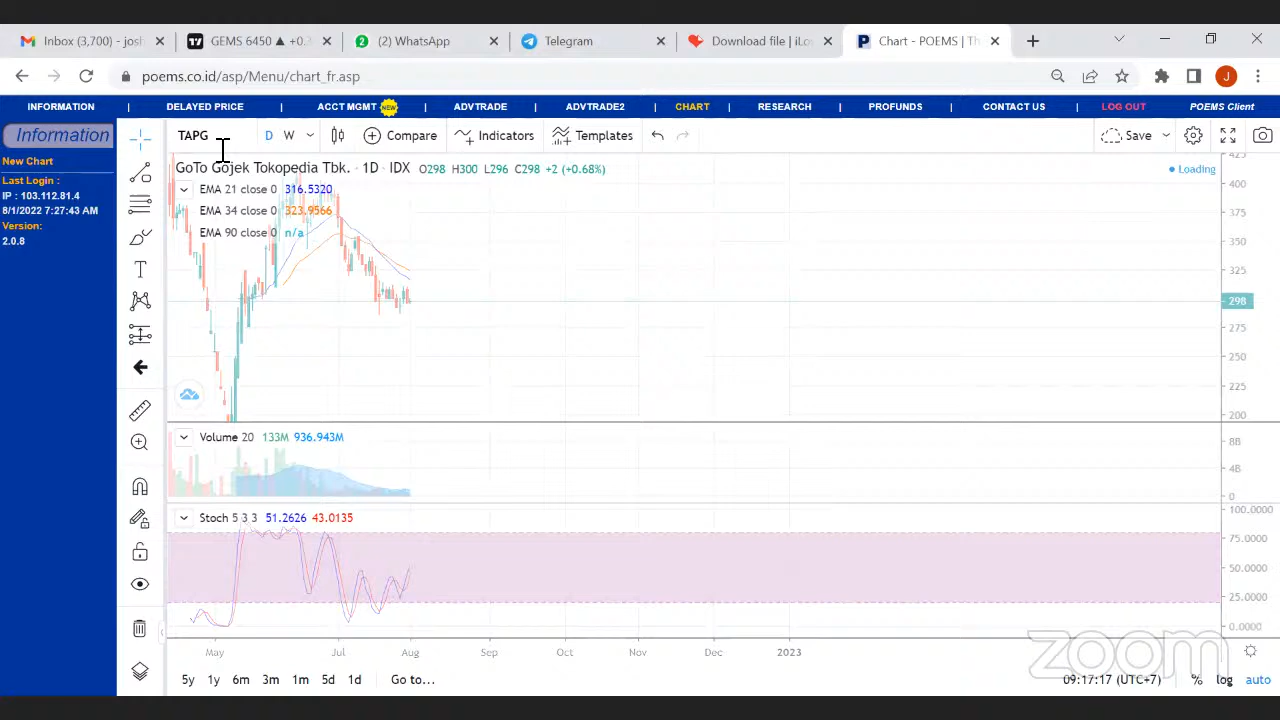 Inbox (3,700) - josh
GEMS 6450 ▲ +0.3
(2) WhatsApp
Telegram
Download file | iLov
Chart - POEMS | Th
poems.co.id/asp/Menu/chart_fr.asp
J
INFORMATION | DELAYED PRICE | ACCT MGMT NEW | ADVTRADE | ADVTRADE2 | CHART | RESEARCH | PROFUNDS | CONTACT US | LOG OUT POEMS Client
Information
New Chart
Last Login :
IP : 103.112.81.4
8/1/2022 7:27:43 AM
Version:
2.0.8
TAPG D W Compare Indicators Templates Save
GoTo Gojek Tokopedia Tbk. · 1D · IDX O298 H300 L296 C298 +2 (+0.68%)
Loading
EMA 21 close 0 316.5320
EMA 34 close 0 323.9566
EMA 90 close 0 n/a
425
400
375
350
325
298
275
250
225
200
Volume 20 133M 936.943M
8B
4B
0
Stoch 5 3 3 51.2626 43.0135
100.0000
75.0000
50.0000
25.0000
0.0000
May Jul Aug Sep Oct Nov Dec 2023
zoom
5y 1y 6m 3m 1m 5d 1d Go to... 09:17:17 (UTC+7) % log auto